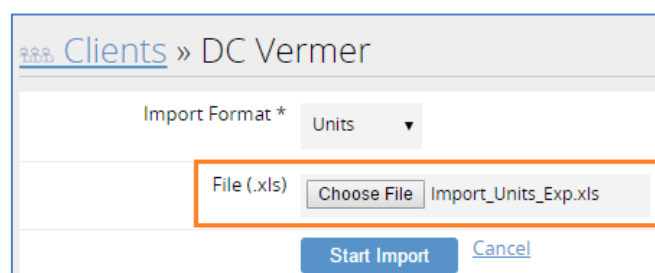 Clients » DC Vermer
Import Format * Units
File (.xls) Choose File Import_Units_Exp.xls
Start Import Cancel